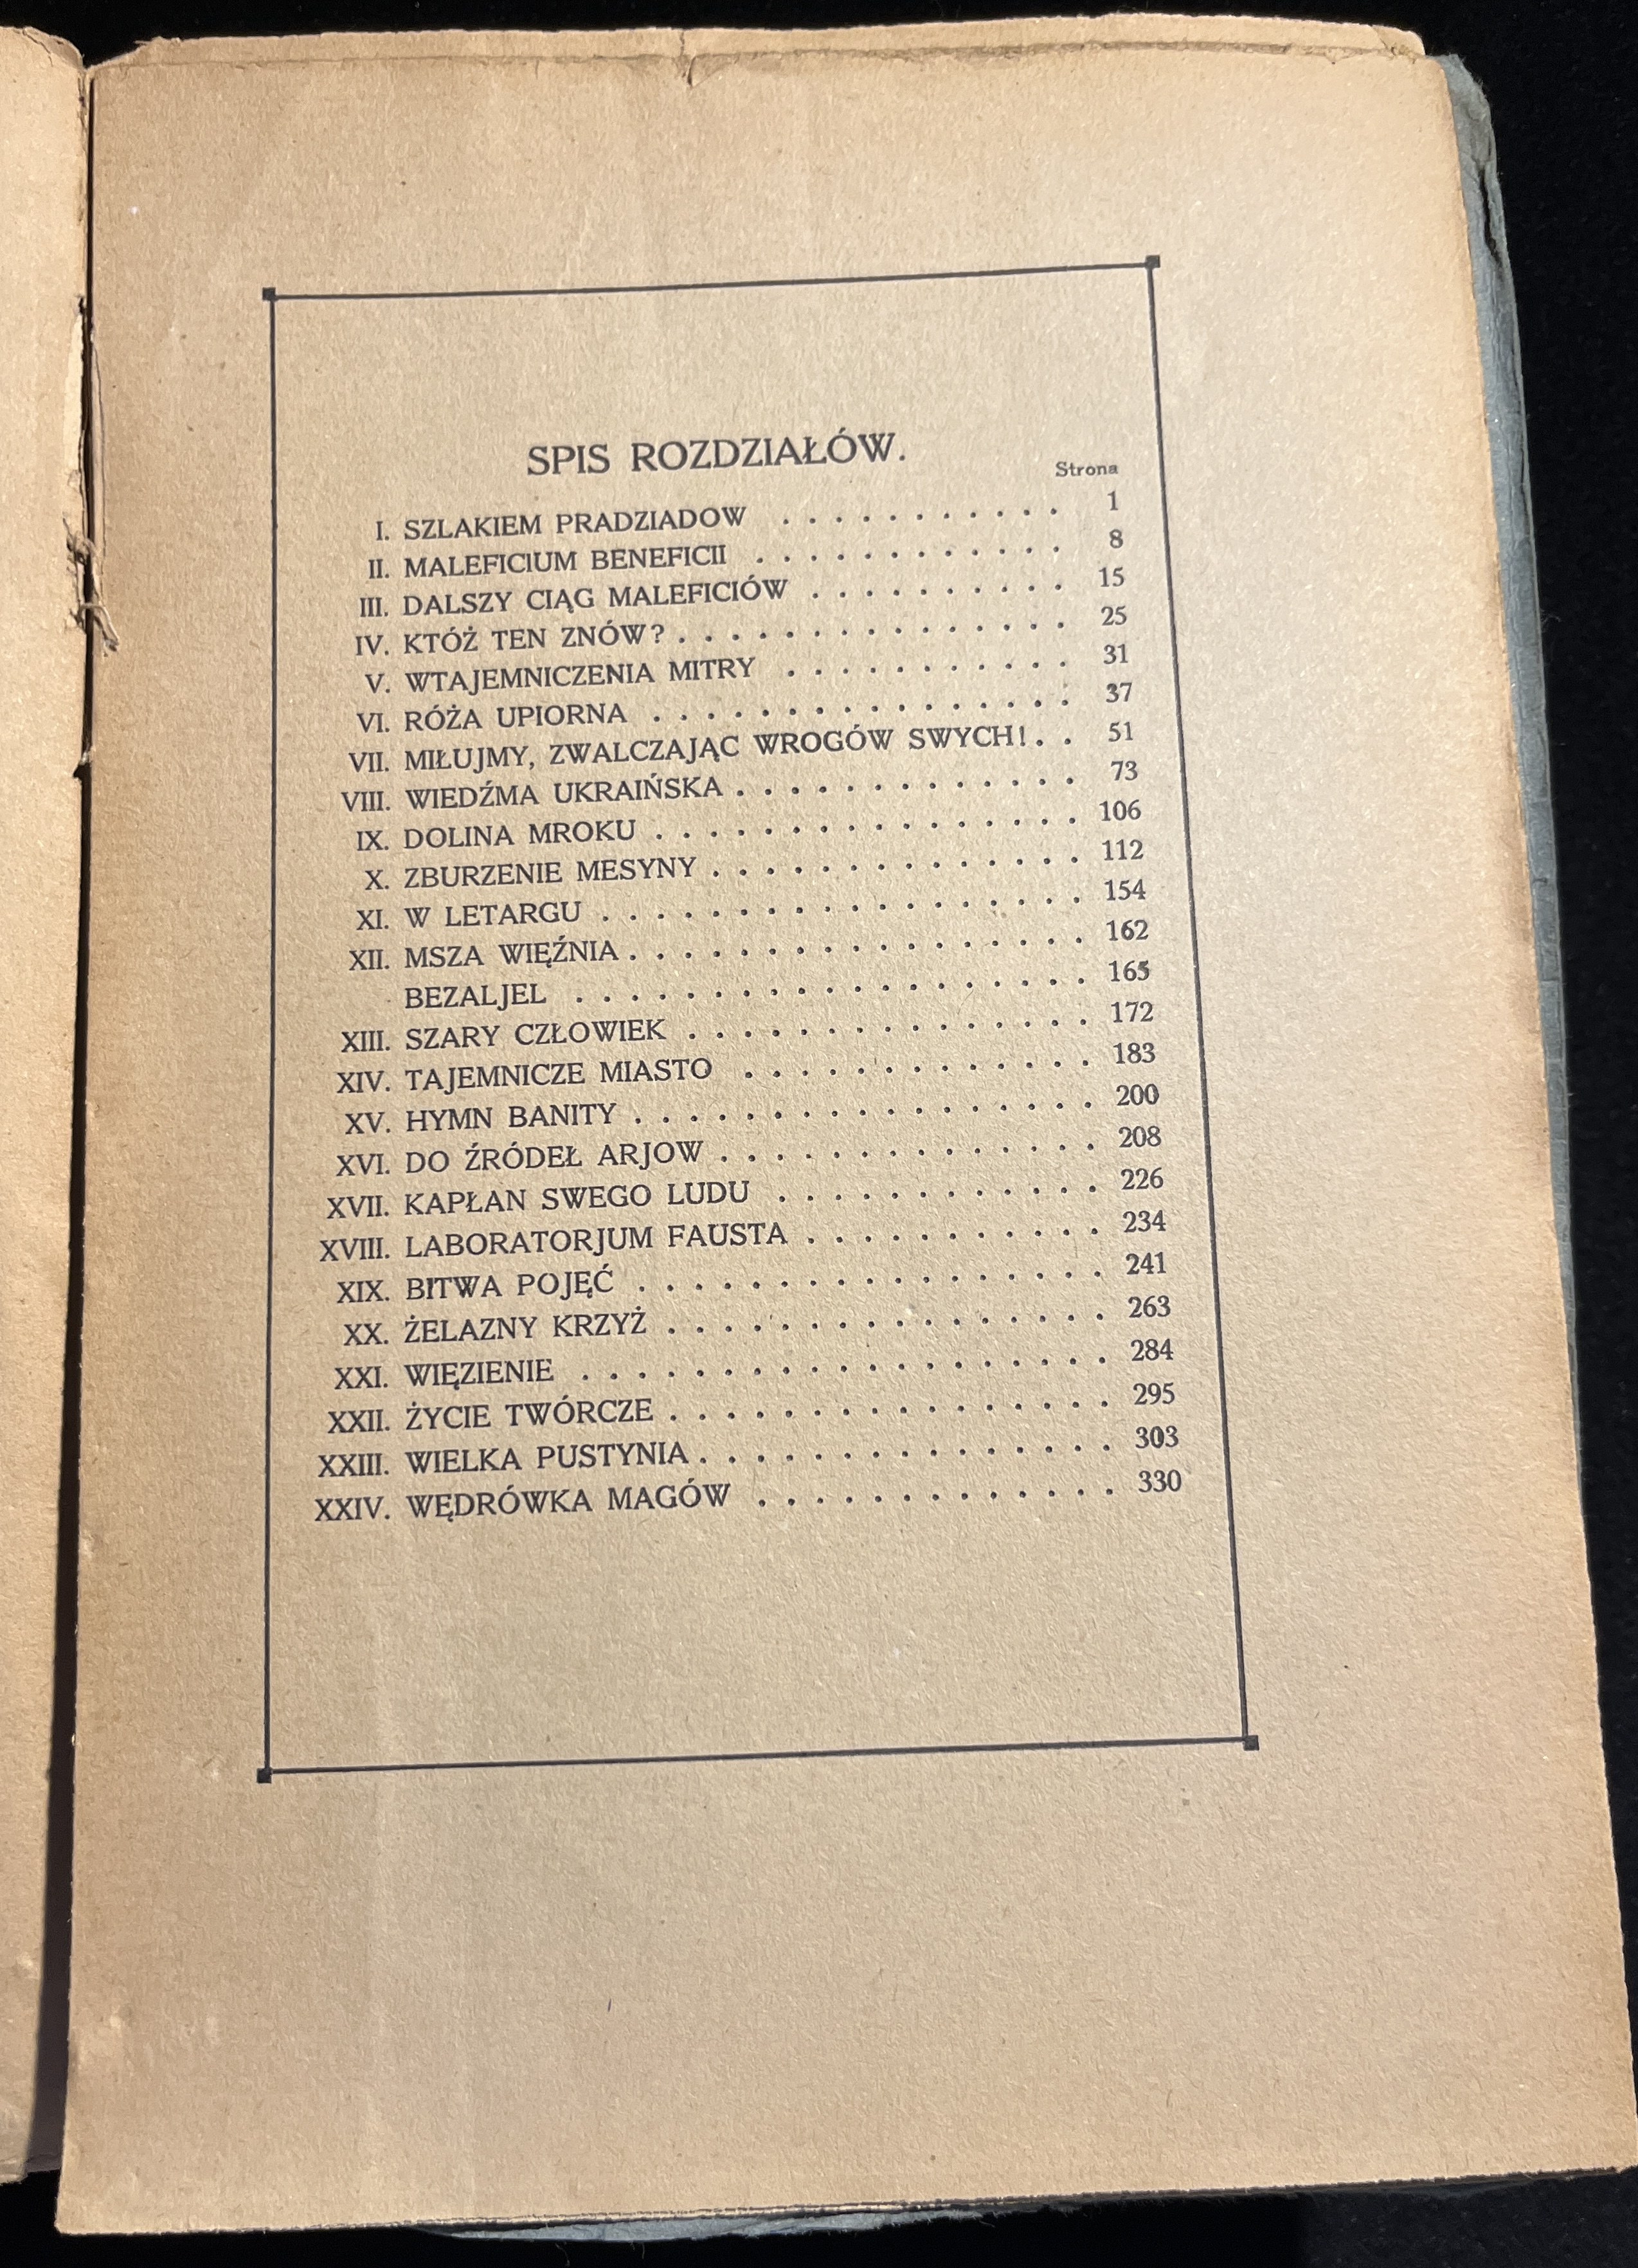 SPIS ROZDZIAŁÓW.
Strona
I. SZLAKIEM PRADZIADOW . . . . . . . . . . . 1
II. MALEFICIUM BENEFICII . . . . . . . . . . . . 8
III. DALSZY CIĄG MALEFICIÓW . . . . . . . . . . 15
IV. KTÓŻ TEN ZNÓW? . . . . . . . . . . . . . . . 25
V. WTAJEMNICZENIA MITRY . . . . . . . . . . . 31
VI. RÓŻA UPIORNA . . . . . . . . . . . . . . . . 37
VII. MIŁUJMY, ZWALCZAJĄC WROGÓW SWYCH! . . 51
VIII. WIEDŹMA UKRAIŃSKA . . . . . . . . . . . . . 73
IX. DOLINA MROKU . . . . . . . . . . . . . . . . 106
X. ZBURZENIE MESYNY . . . . . . . . . . . . . . 112
XI. W LETARGU . . . . . . . . . . . . . . . . . . 154
XII. MSZA WIĘŹNIA . . . . . . . . . . . . . . . . . 162
BEZALJEL . . . . . . . . . . . . . . . . . . . 165
XIII. SZARY CZŁOWIEK . . . . . . . . . . . . . . . 172
XIV. TAJEMNICZE MIASTO . . . . . . . . . . . . . 183
XV. HYMN BANITY . . . . . . . . . . . . . . . . . 200
XVI. DO ŹRÓDEŁ ARJOW . . . . . . . . . . . . . . 208
XVII. KAPŁAN SWEGO LUDU . . . . . . . . . . . . 226
XVIII. LABORATORJUM FAUSTA . . . . . . . . . . . 234
XIX. BITWA POJĘĆ . . . . . . . . . . . . . . . . . 241
XX. ŻELAZNY KRZYŻ . . . . . . . . . . . . . . . . 263
XXI. WIĘZIENIE . . . . . . . . . . . . . . . . . . . 284
XXII. ŻYCIE TWÓRCZE . . . . . . . . . . . . . . . . 295
XXIII. WIELKA PUSTYNIA . . . . . . . . . . . . . . . 303
XXIV. WĘDRÓWKA MAGÓW . . . . . . . . . . . . . 330